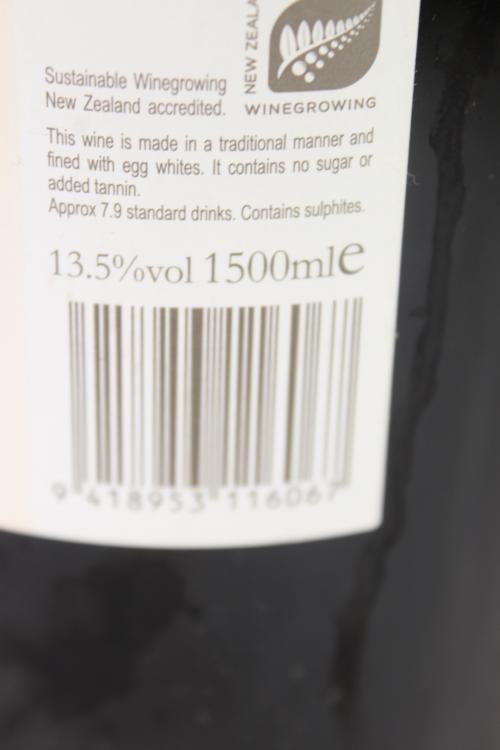 NEW ZEALA
Sustainable Winegrowing
New Zealand accredited.
WINEGROWING
This wine is made in a traditional manner and
fined with egg whites. It contains no sugar or
added tannin.
Approx 7.9 standard drinks. Contains sulphites.
13.5%vol 1500mle
9 418953 116067